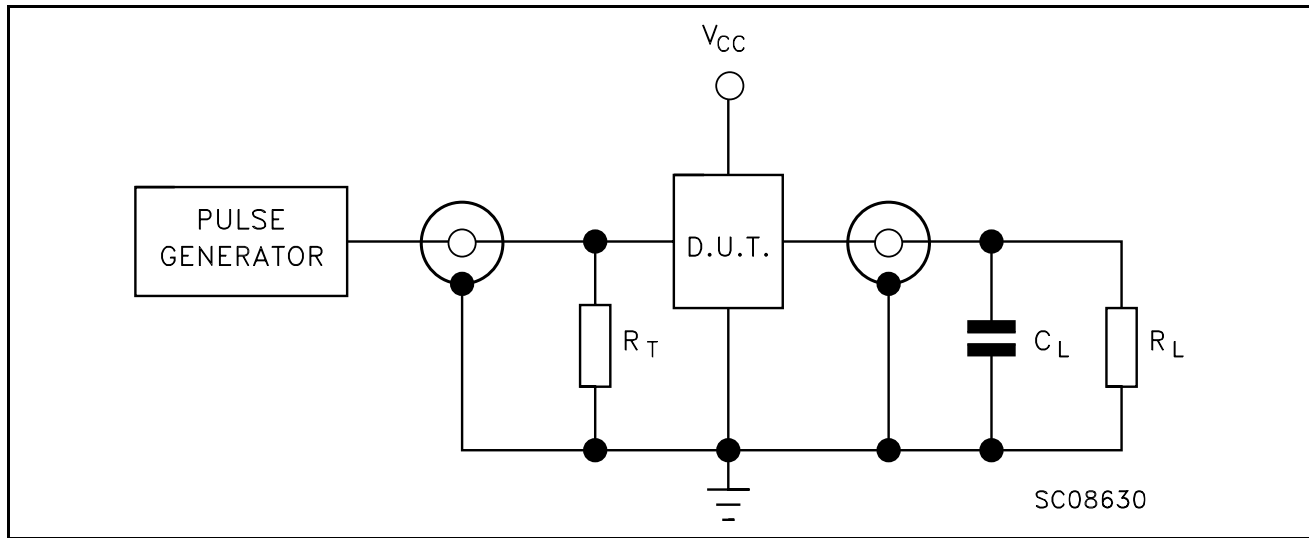 VCC
PULSE
GENERATOR
D.U.T.
RT
CL
RL
SC08630